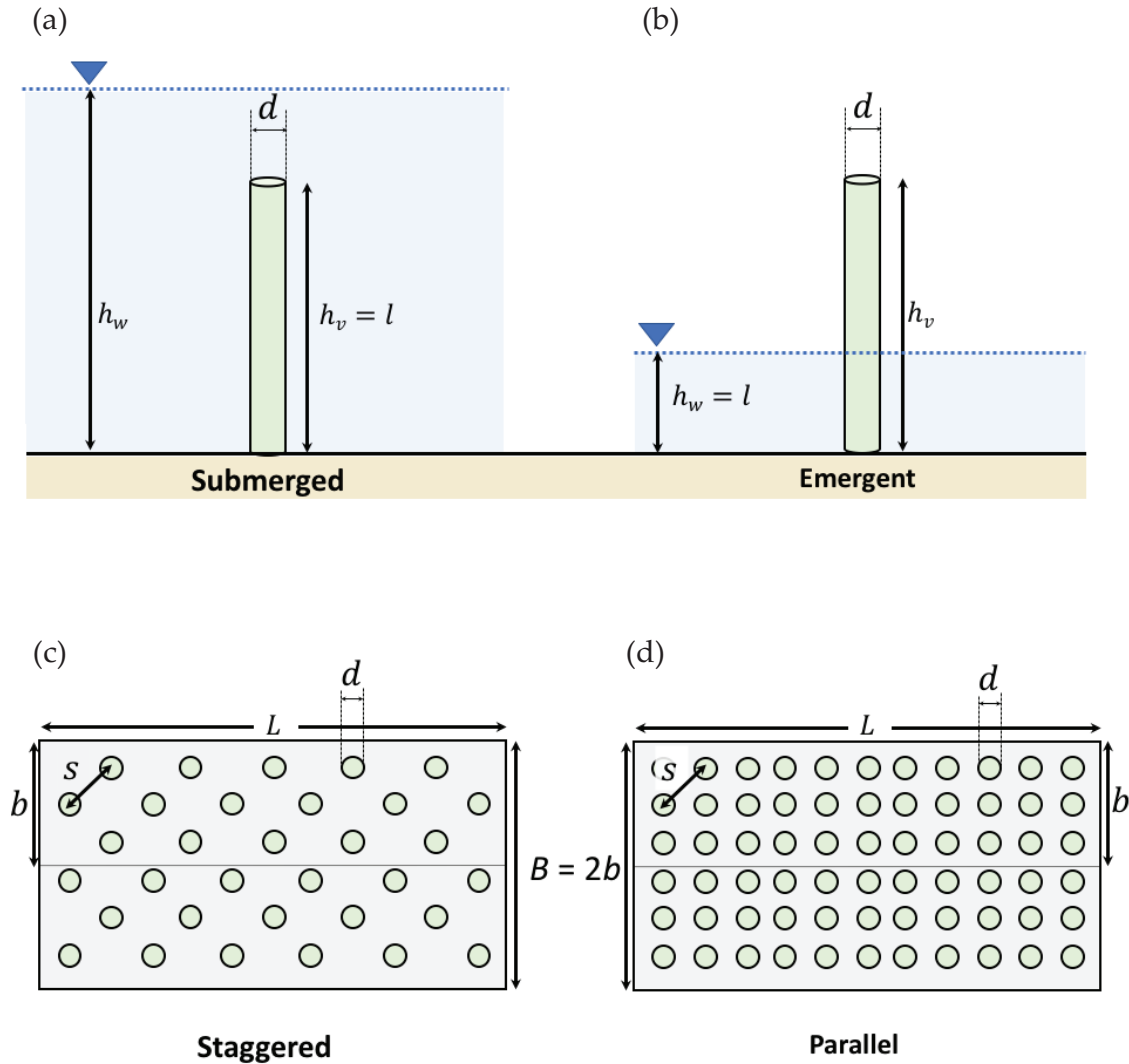 (a)
(b)
d
d
h_w
h_v = l
h_v
h_w = l
Submerged
Emergent
(c)
(d)
d
d
L
L
s
s
b
b
B = 2b
Staggered
Parallel